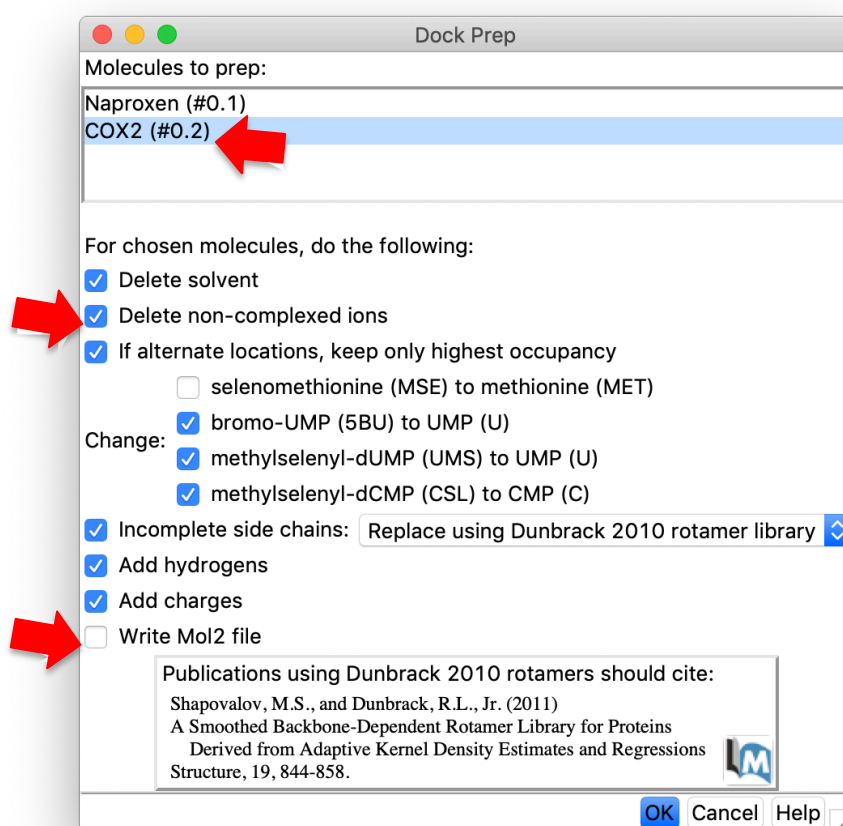 Dock Prep
Molecules to prep:
Naproxen (#0.1)
COX2 (#0.2)
For chosen molecules, do the following:
Delete solvent
Delete non-complexed ions
If alternate locations, keep only highest occupancy
selenomethionine (MSE) to methionine (MET)
bromo-UMP (5BU) to UMP (U)
Change:
methylselenyl-dUMP (UMS) to UMP (U)
methylselenyl-dCMP (CSL) to CMP (C)
Incomplete side chains: Replace using Dunbrack 2010 rotamer library
Add hydrogens
Add charges
Write Mol2 file
Publications using Dunbrack 2010 rotamers should cite:
Shapovalov, M.S., and Dunbrack, R.L., Jr. (2011)
A Smoothed Backbone-Dependent Rotamer Library for Proteins
Derived from Adaptive Kernel Density Estimates and Regressions
Structure, 19, 844-858.
LM
OK Cancel Help